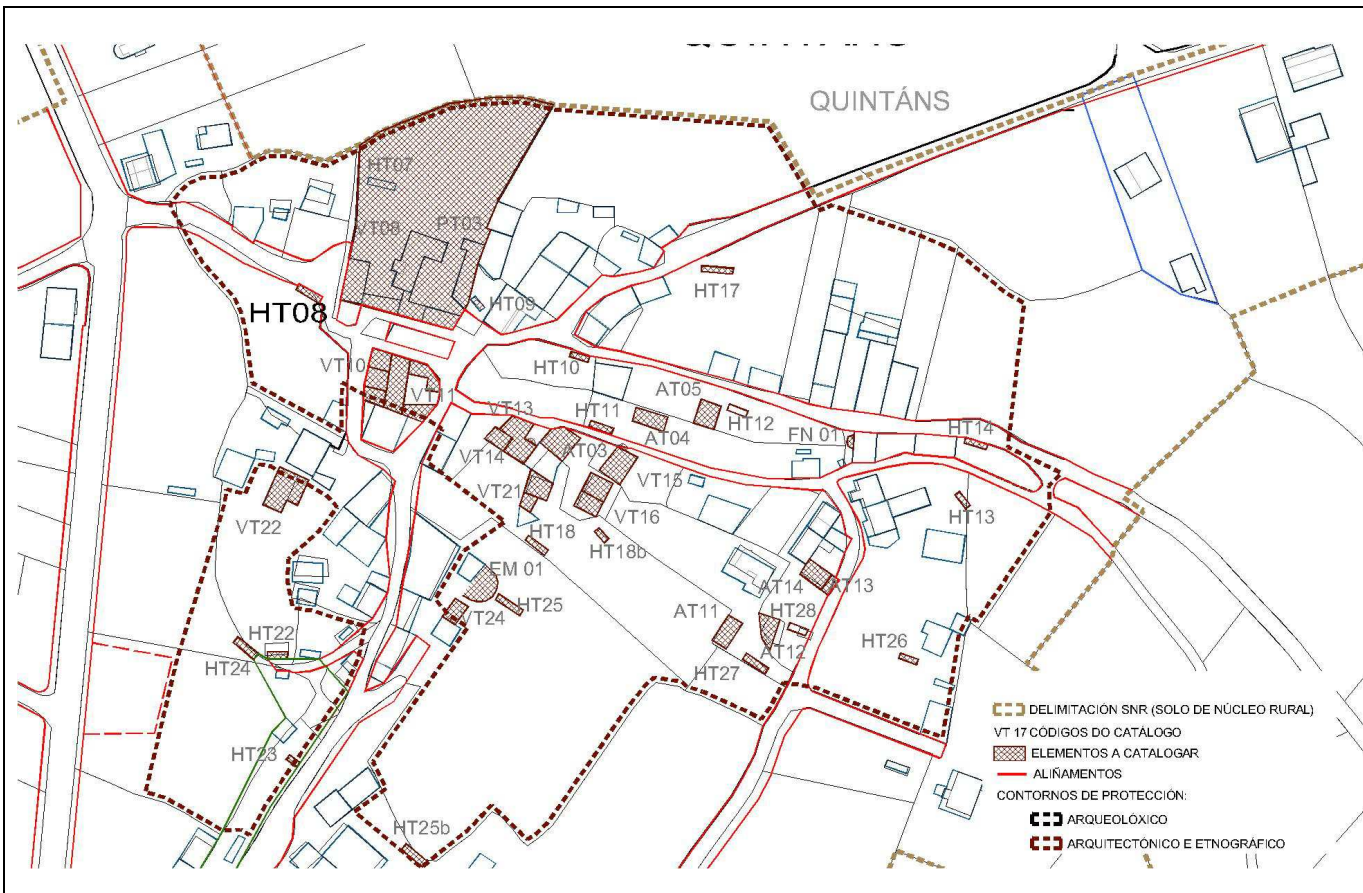 QUINTÁNS
QUINTÁNS
HT07
VT08
PT03
HT09
HT17
HT08
VT10
VT11
HT10
AT05
HT12
VT13
HT11
AT04
FN 01
HT14
VT14
AT03
VT15
VT21
VT16
HT13
VT22
HT18
HT18b
EM 01
HT25
VT24
AT14
AT13
AT11
HT28
AT12
HT22
HT24
HT27
HT26
HT23
HT25b
DELIMITACIÓN SNR (SOLO DE NÚCLEO RURAL)
VT 17 CÓDIGOS DO CATÁLOGO
ELEMENTOS A CATALOGAR
ALIÑAMENTOS
CONTORNOS DE PROTECCIÓN:
ARQUEOLÓXICO
ARQUITECTÓNICO E ETNOGRÁFICO